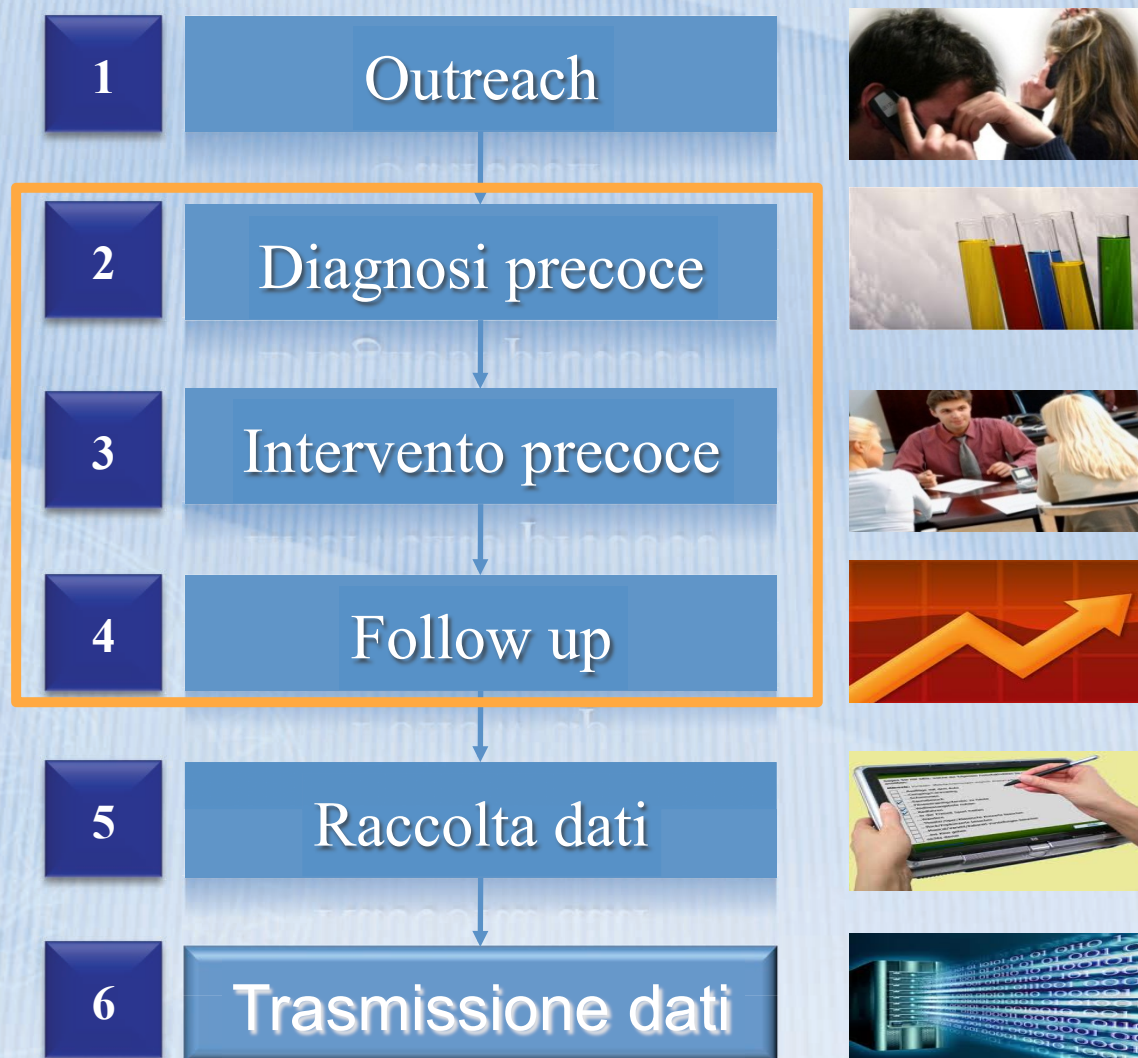 1
Outreach
2
Diagnosi precoce
3
Intervento precoce
4
Follow up
5
Raccolta dati
6
Trasmissione dati